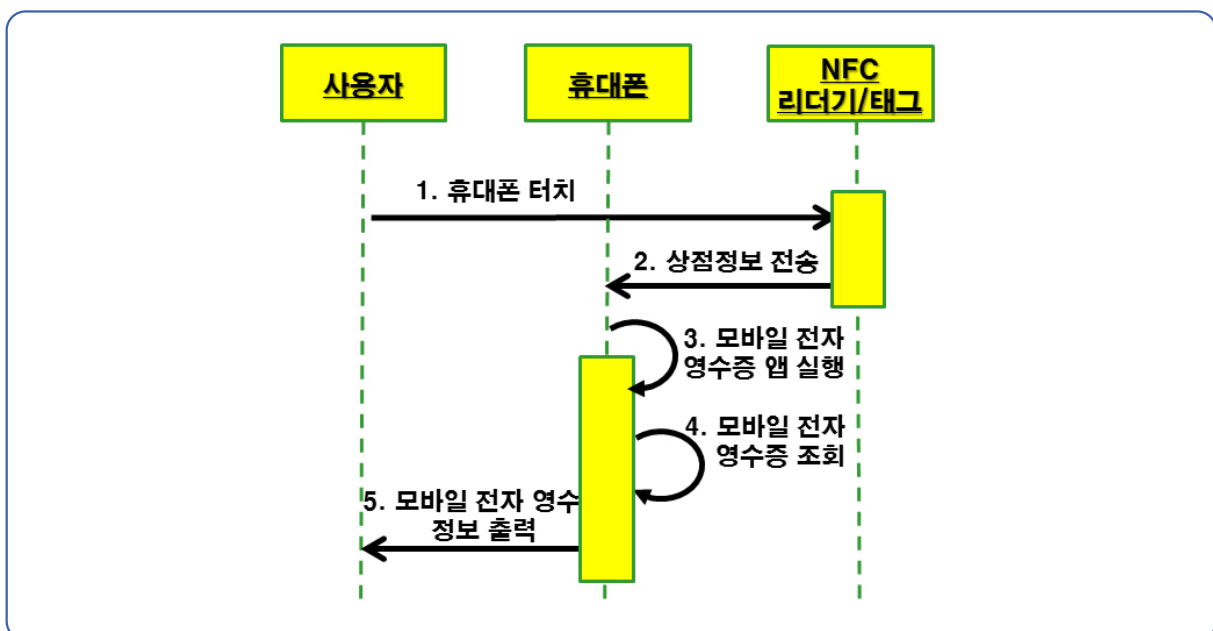 사용자
휴대폰
NFC
리더기/태그
1. 휴대폰 터치
2. 상점정보 전송
3. 모바일 전자
영수증 앱 실행
4. 모바일 전자
영수증 조회
5. 모바일 전자 영수
정보 출력